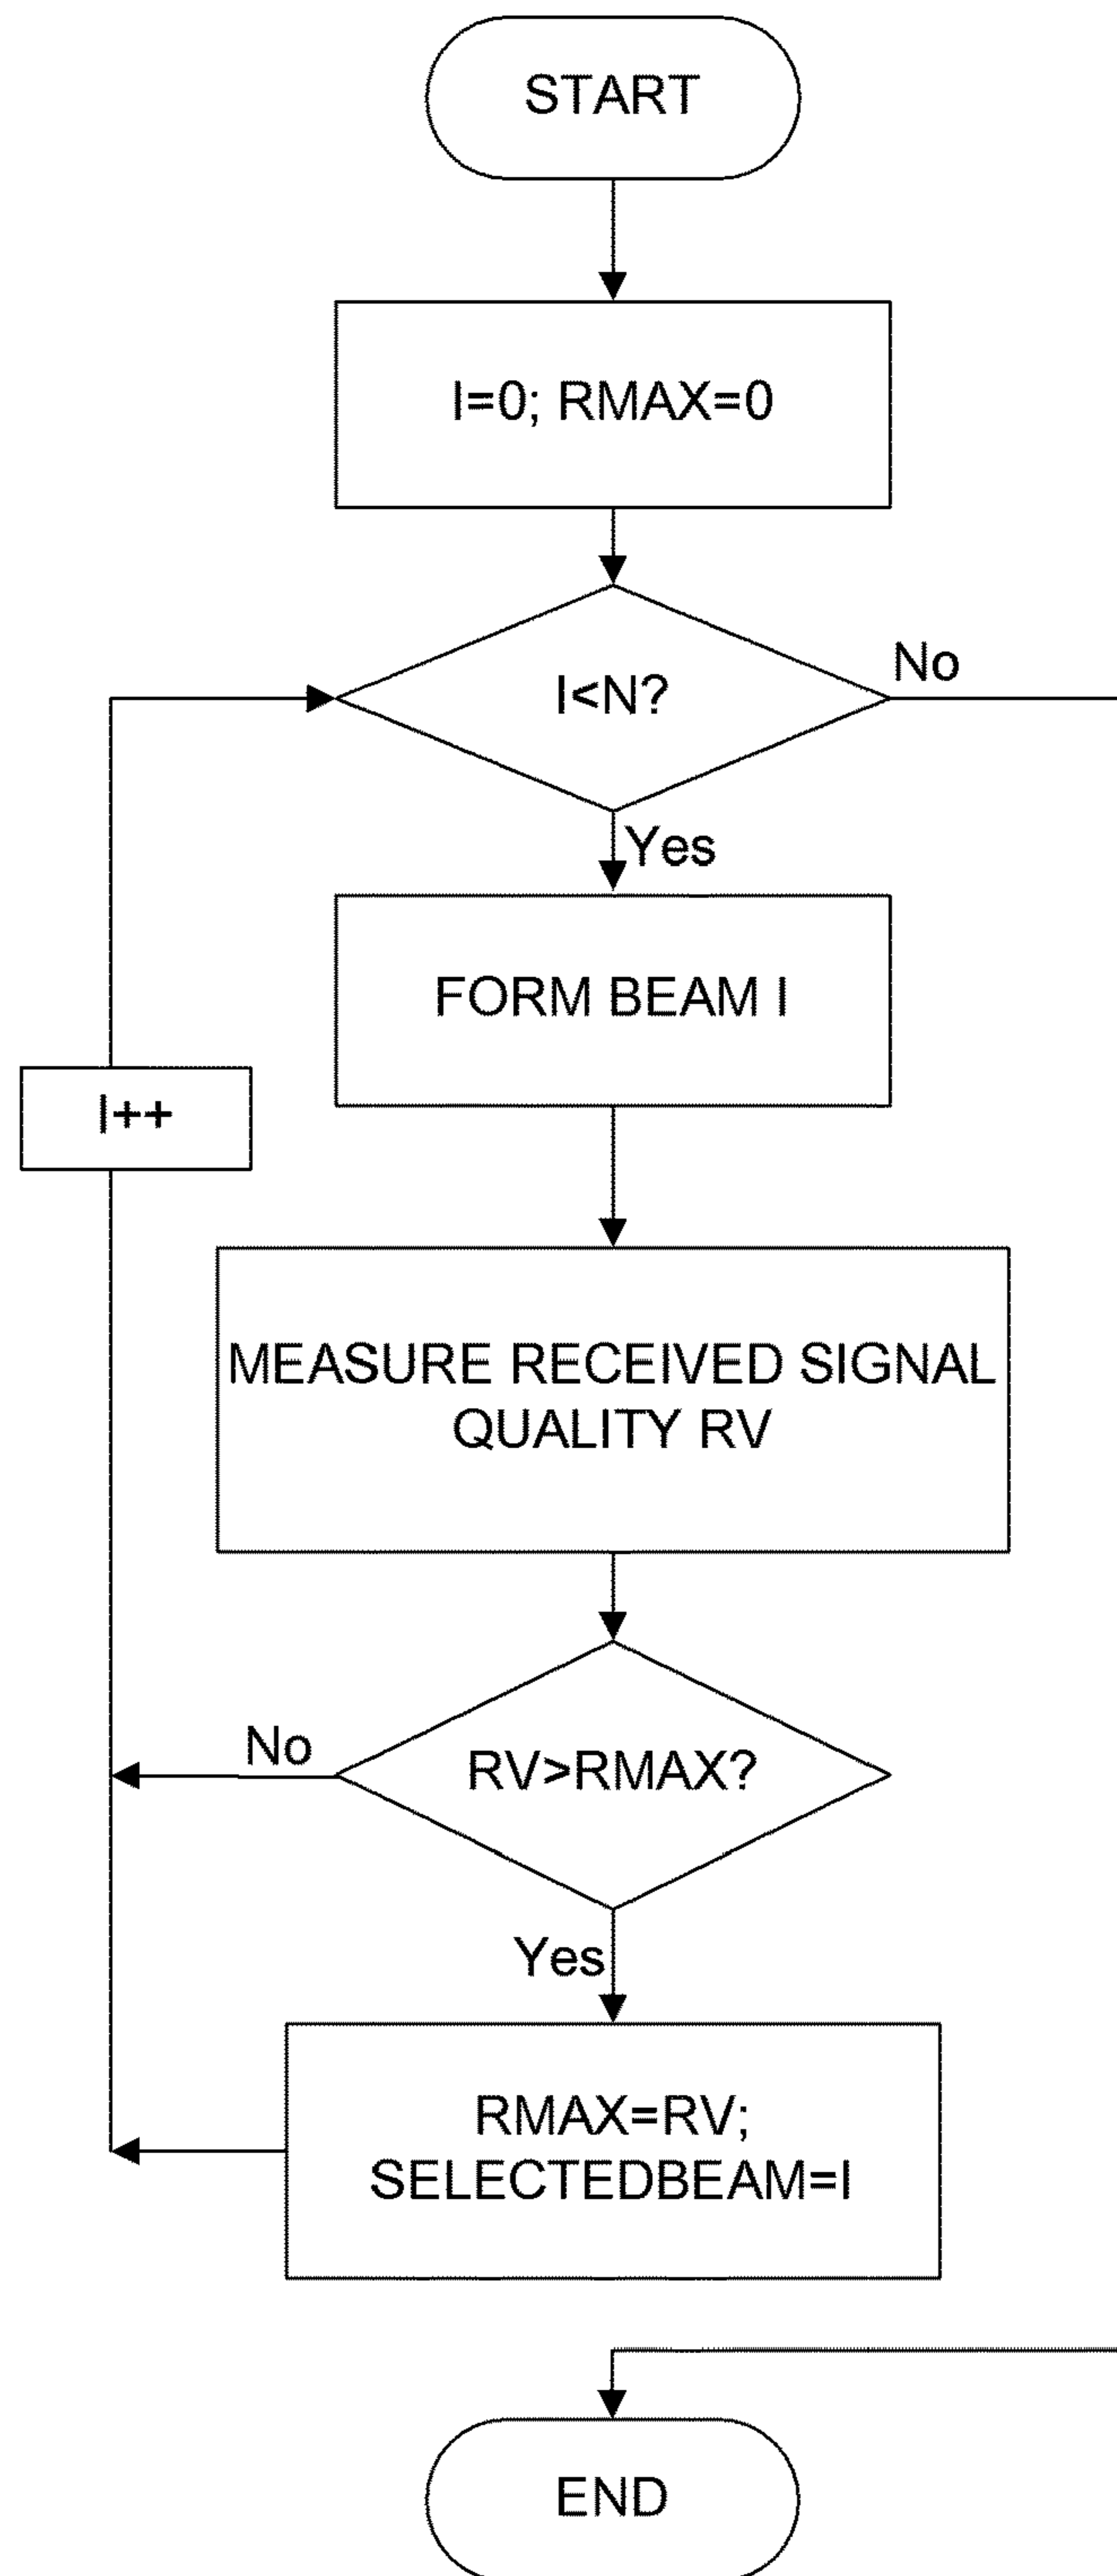 START
I=0; RMAX=0
I<N?
No
Yes
FORM BEAM I
I++
MEASURE RECEIVED SIGNAL
QUALITY RV
No
RV>RMAX?
Yes
RMAX=RV;
SELECTEDBEAM=I
END